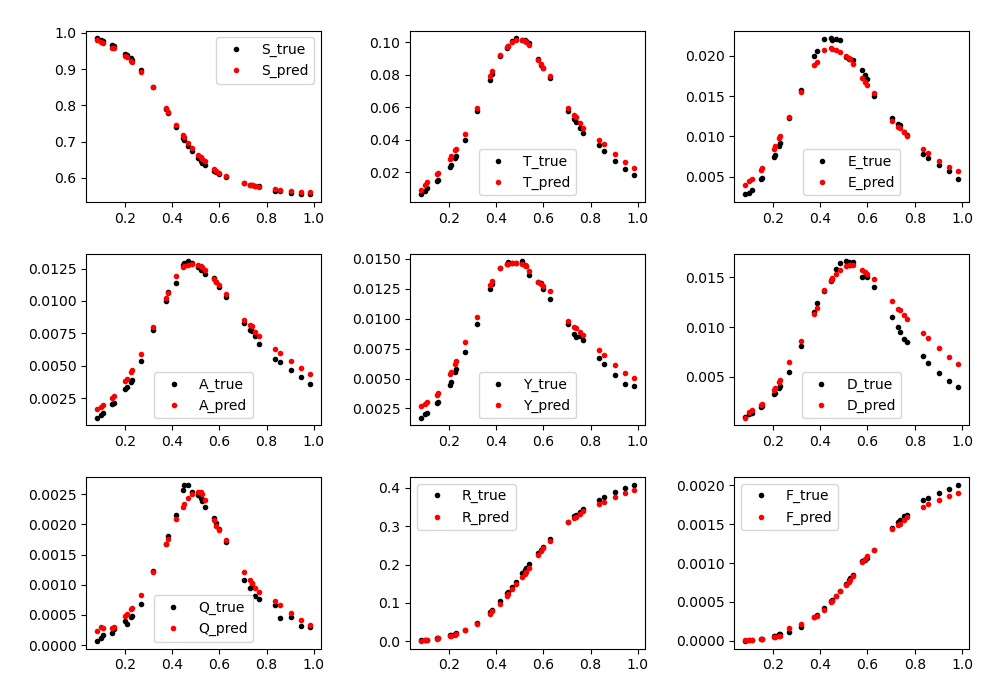 1.0
0.9
0.8
0.7
0.6
S_true
S_pred
0.2 0.4 0.6 0.8 1.0
0.10
0.08
0.06
0.04
0.02
T_true
T_pred
0.2 0.4 0.6 0.8 1.0
0.020
0.015
0.010
0.005
E_true
E_pred
0.2 0.4 0.6 0.8 1.0
0.0125
0.0100
0.0075
0.0050
0.0025
A_true
A_pred
0.2 0.4 0.6 0.8 1.0
0.0150
0.0125
0.0100
0.0075
0.0050
0.0025
Y_true
Y_pred
0.2 0.4 0.6 0.8 1.0
0.015
0.010
0.005
D_true
D_pred
0.2 0.4 0.6 0.8 1.0
0.0025
0.0020
0.0015
0.0010
0.0005
0.0000
Q_true
Q_pred
0.2 0.4 0.6 0.8 1.0
0.4
0.3
0.2
0.1
0.0
R_true
R_pred
0.2 0.4 0.6 0.8 1.0
0.0020
0.0015
0.0010
0.0005
0.0000
F_true
F_pred
0.2 0.4 0.6 0.8 1.0